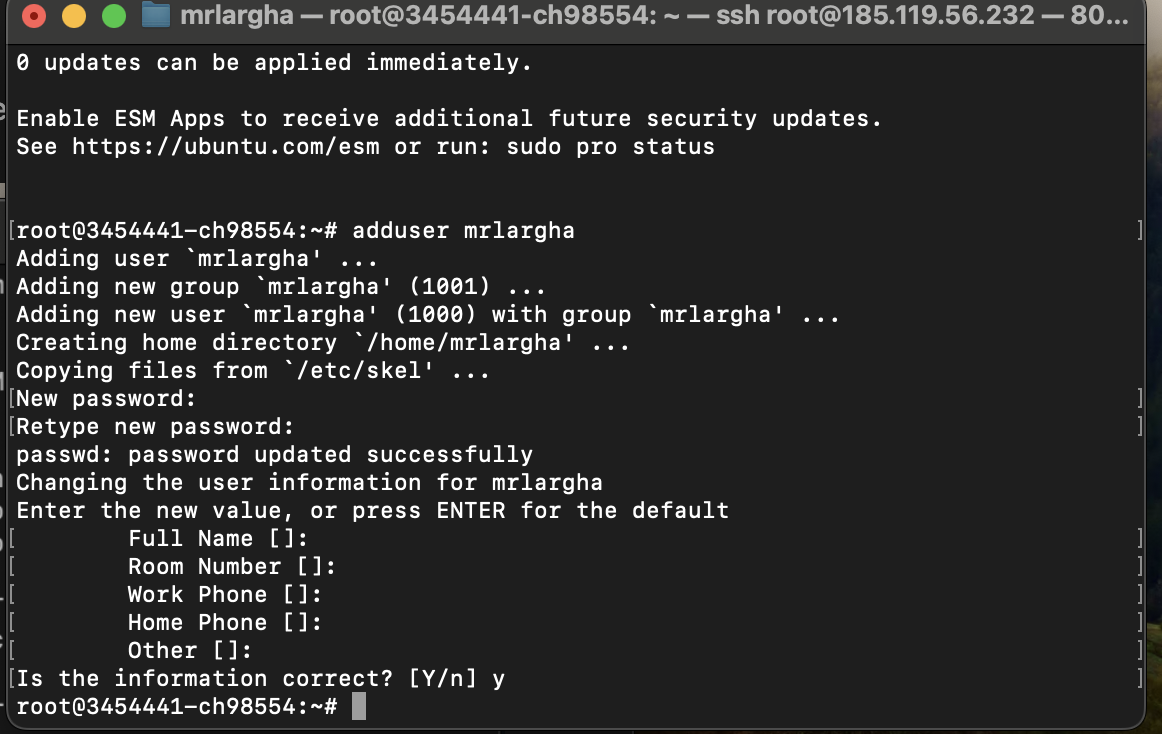 mrlargha — root@3454441-ch98554: ~ — ssh root@185.119.56.232 — 80...
0 updates can be applied immediately.
Enable ESM Apps to receive additional future security updates.
See https://ubuntu.com/esm or run: sudo pro status
[root@3454441-ch98554:~# adduser mrlargha ]
Adding user `mrlargha' ...
Adding new group `mrlargha' (1001) ...
Adding new user `mrlargha' (1000) with group `mrlargha' ...
Creating home directory `/home/mrlargha' ...
Copying files from `/etc/skel' ...
[New password: ]
[Retype new password: ]
passwd: password updated successfully
Changing the user information for mrlargha
Enter the new value, or press ENTER for the default
[ Full Name []: ]
[ Room Number []: ]
[ Work Phone []: ]
[ Home Phone []: ]
[ Other []: ]
[Is the information correct? [Y/n] y ]
root@3454441-ch98554:~#